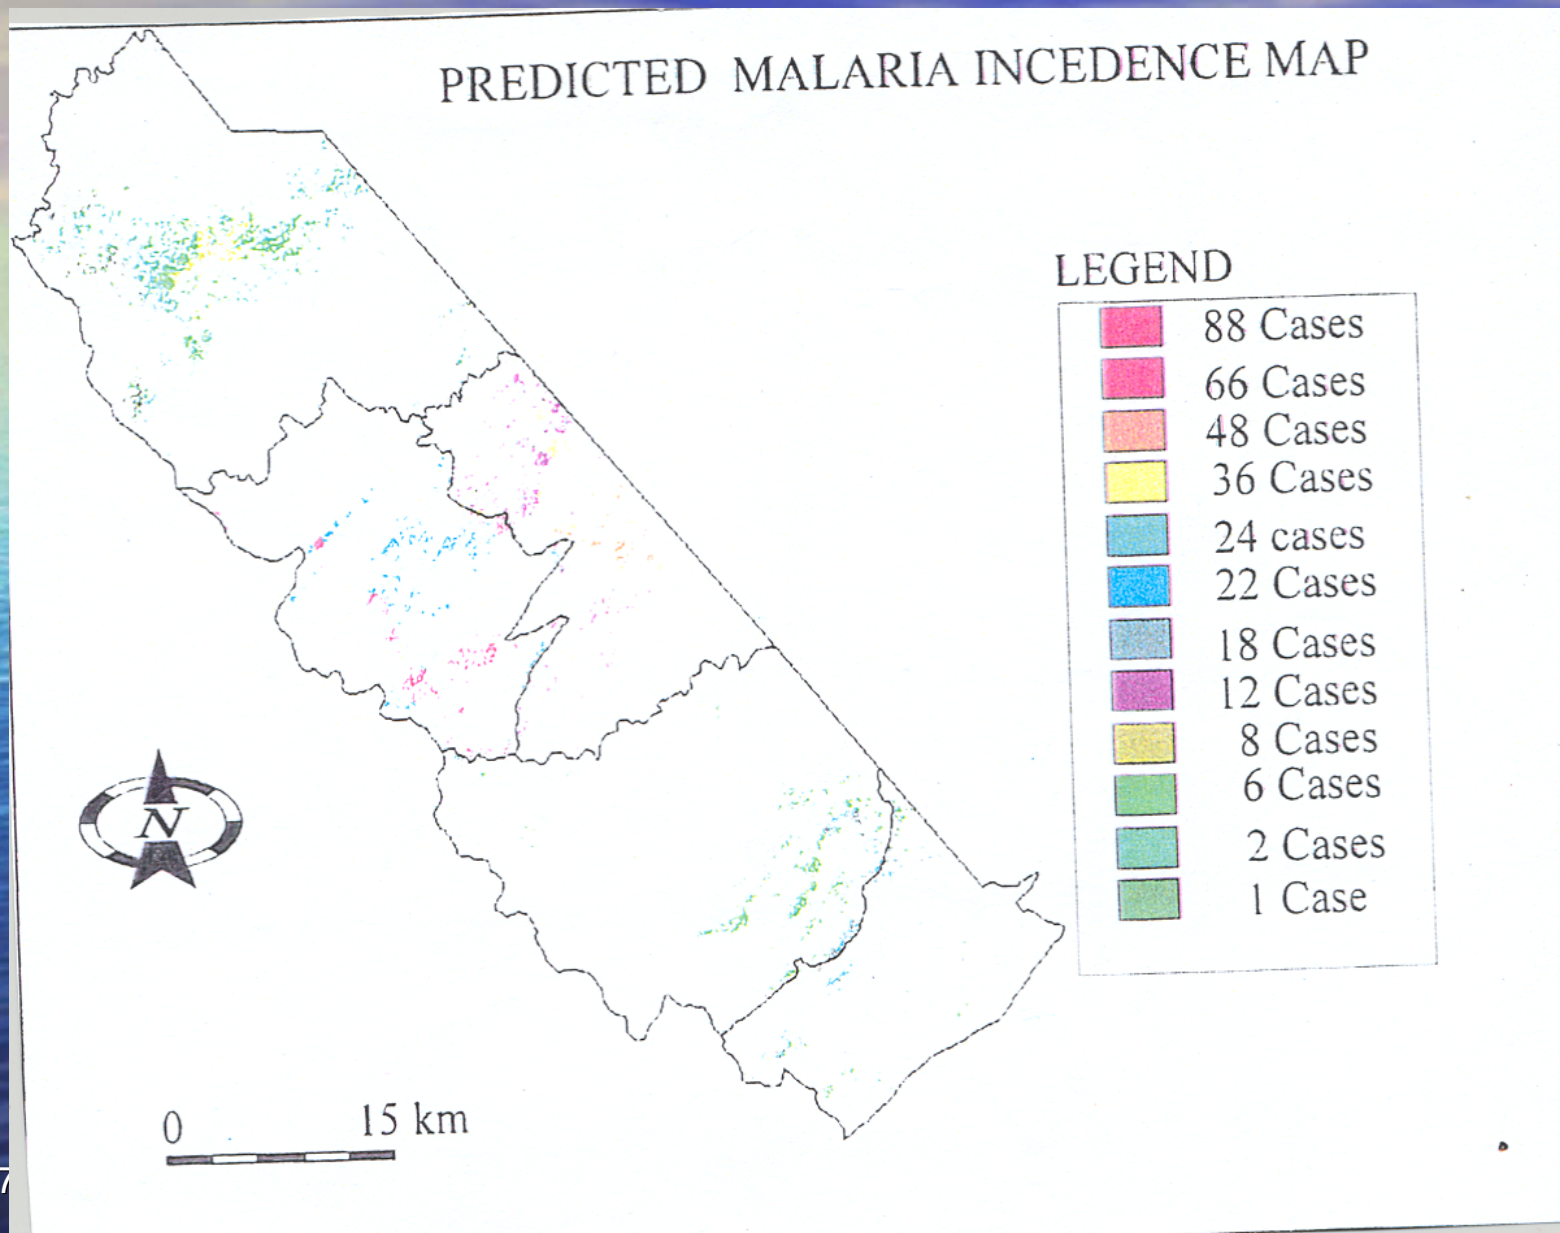 PREDICTED MALARIA INCEDENCE MAP
LEGEND
88 Cases
66 Cases
48 Cases
36 Cases
24 cases
22 Cases
18 Cases
12 Cases
8 Cases
6 Cases
2 Cases
1 Case
N
0 15 km
7